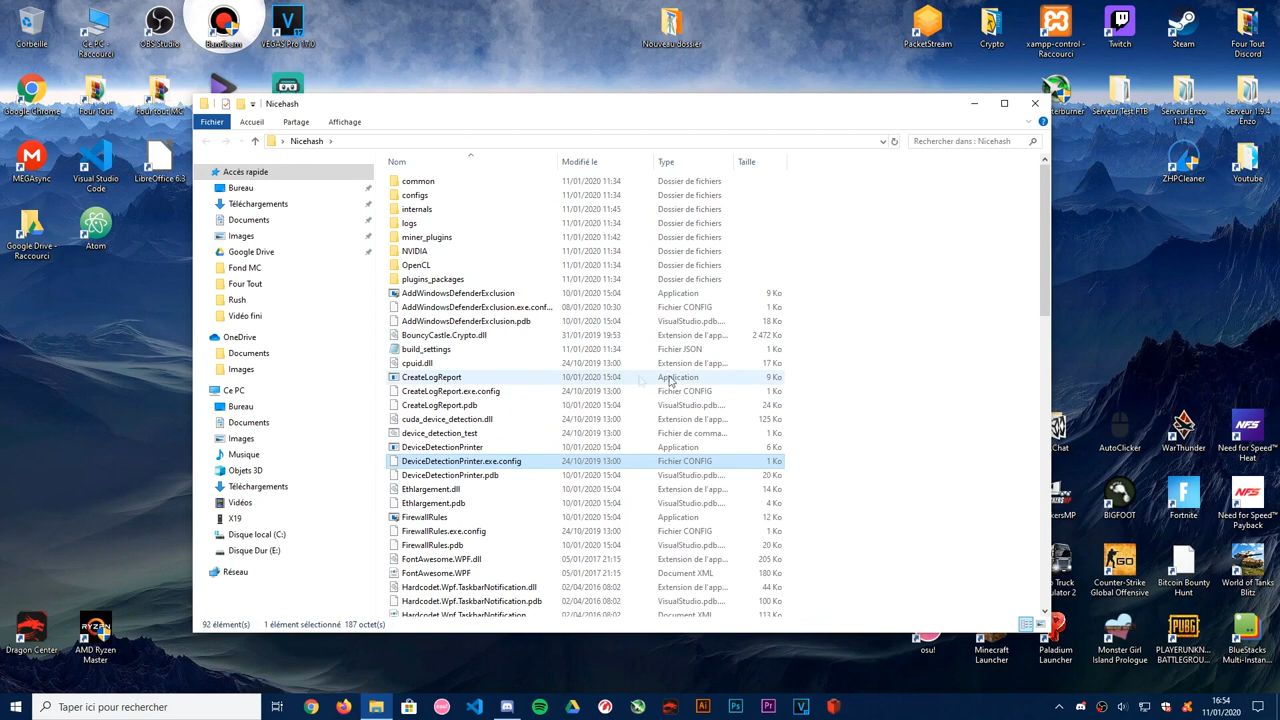 Corbeille
Ce PC - Raccourci
OBS Studio
Bandicam
VEGAS Pro 17.0
Nouveau dossier
PacketStream
Crypto
xampp-control - Raccourci
Twitch
Steam
Four Tout Discord
Google Chrome
Four Tout
Pour tout MC
Serveur Test FTB
Serveur Enzo 1.14.4
Serveur 1.9.4 Enzo
MEGAsync
Visual Studio Code
LibreOffice 6.3
ZHPCleaner
Youtube
Google Drive - Raccourci
Atom
Nicehash
Fichier
Accueil
Partage
Affichage
Nicehash
Rechercher dans : Nicehash
Accès rapide
Bureau
Téléchargements
Documents
Images
Google Drive
Fond MC
Four Tout
Rush
Vidéo fini
OneDrive
Documents
Images
Ce PC
Bureau
Documents
Images
Musique
Objets 3D
Téléchargements
Vidéos
X19
Disque local (C:)
Disque Dur (E:)
Réseau
Nom Modifié le Type Taille
common 11/01/2020 11:34 Dossier de fichiers
configs 11/01/2020 11:34 Dossier de fichiers
internals 11/01/2020 11:45 Dossier de fichiers
logs 11/01/2020 11:34 Dossier de fichiers
miner_plugins 11/01/2020 11:42 Dossier de fichiers
NVIDIA 11/01/2020 11:34 Dossier de fichiers
OpenCL 11/01/2020 11:34 Dossier de fichiers
plugins_packages 11/01/2020 11:34 Dossier de fichiers
AddWindowsDefenderExclusion 10/01/2020 15:04 Application 9 Ko
AddWindowsDefenderExclusion.exe.conf... 08/01/2020 10:30 Fichier CONFIG 1 Ko
AddWindowsDefenderExclusion.pdb 10/01/2020 15:04 VisualStudio.pdb.... 18 Ko
BouncyCastle.Crypto.dll 31/01/2019 19:53 Extension de l'app... 2 472 Ko
build_settings 11/01/2020 11:34 Fichier JSON 1 Ko
cpuid.dll 24/10/2019 13:00 Extension de l'app... 17 Ko
CreateLogReport 10/01/2020 15:04 Application 9 Ko
CreateLogReport.exe.config 24/10/2019 13:00 Fichier CONFIG 1 Ko
CreateLogReport.pdb 10/01/2020 15:04 VisualStudio.pdb.... 24 Ko
cuda_device_detection.dll 24/10/2019 13:00 Extension de l'app... 125 Ko
device_detection_test 24/10/2019 13:00 Fichier de comma... 1 Ko
DeviceDetectionPrinter 10/01/2020 15:04 Application 6 Ko
DeviceDetectionPrinter.exe.config 24/10/2019 13:00 Fichier CONFIG 1 Ko
DeviceDetectionPrinter.pdb 10/01/2020 15:04 VisualStudio.pdb.... 20 Ko
Ethlargement.dll 10/01/2020 15:04 Extension de l'app... 14 Ko
Ethlargement.pdb 10/01/2020 15:04 VisualStudio.pdb.... 4 Ko
FirewallRules 10/01/2020 15:04 Application 12 Ko
FirewallRules.exe.config 24/10/2019 13:00 Fichier CONFIG 1 Ko
FirewallRules.pdb 10/01/2020 15:04 VisualStudio.pdb.... 20 Ko
FontAwesome.WPF.dll 05/01/2017 21:15 Extension de l'app... 205 Ko
FontAwesome.WPF 05/01/2017 21:15 Document XML 180 Ko
Hardcodet.Wpf.TaskbarNotification.dll 02/04/2016 08:02 Extension de l'app... 44 Ko
Hardcodet.Wpf.TaskbarNotification.pdb 02/04/2016 08:02 VisualStudio.pdb.... 100 Ko
Hardcodet.Wpf.TaskbarNotification 02/04/2016 08:02 Document XML 113 Ko
92 élément(s) 1 élément sélectionné 187 octet(s)
AutoClicker
WarThunder
Need for Speed™ Heat
BIGFOOT
Fortnite
Need for Speed™ Payback
Counter-Strike Global Offensive
Bitcoin Bounty Hunt
World of Tanks Blitz
Dragon Center
AMD Ryzen Master
osu!
Minecraft Launcher
Paladium Launcher
Monster Girl Island Prologue
PLAYERUNKN... BATTLEGROU...
BlueStacks Multi-Instan...
Taper ici pour rechercher
16:54
11/01/2020